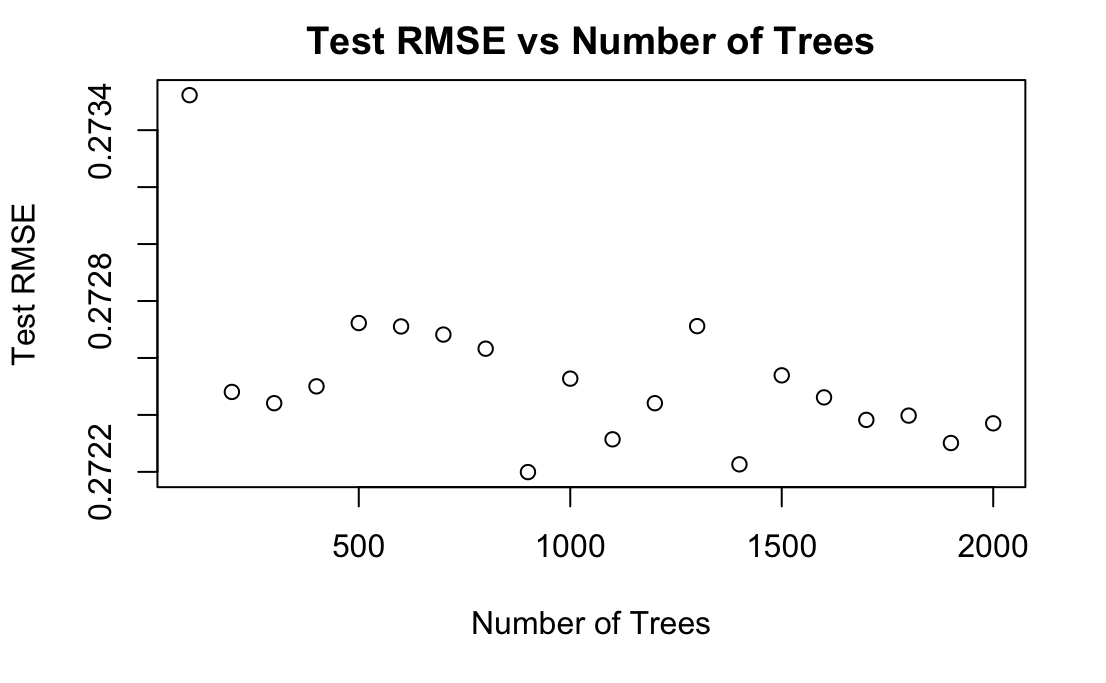 Test RMSE vs Number of Trees
Test RMSE
0.2734
0.2728
0.2722
500 1000 1500 2000
Number of Trees